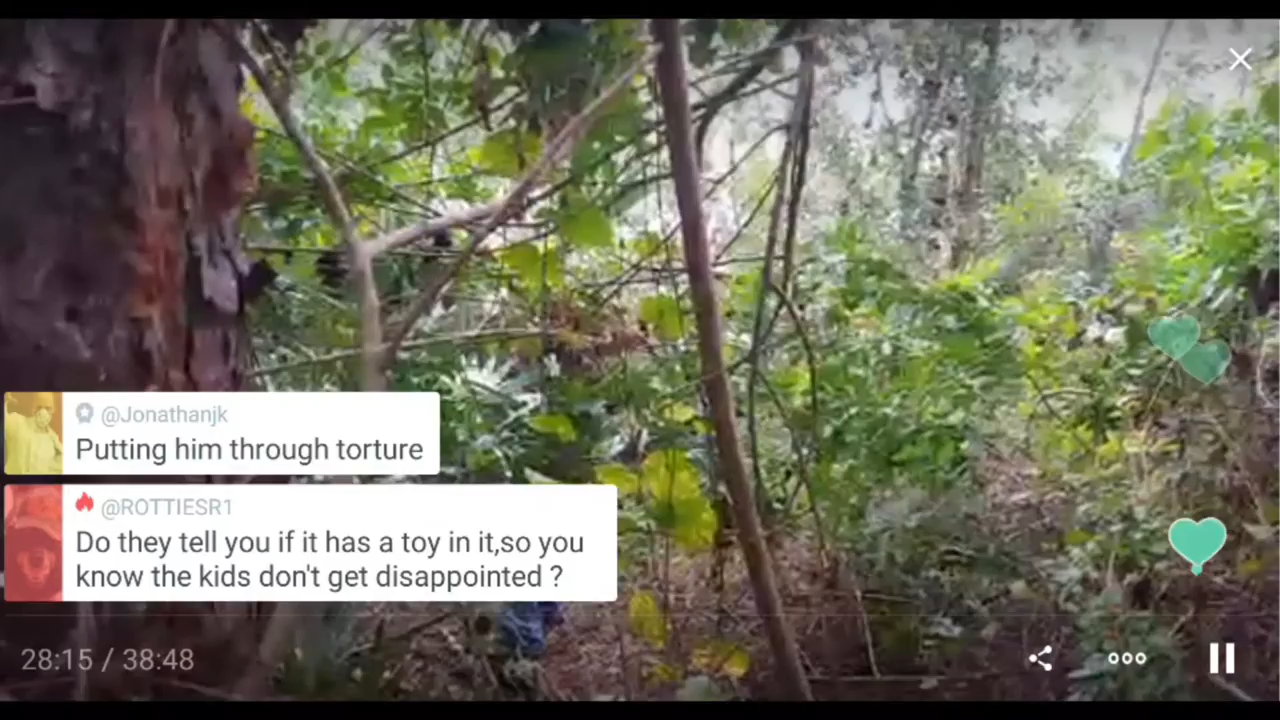 @Jonathanjk
Putting him through torture
@ROTTIESR1
Do they tell you if it has a toy in it,so you
know the kids don't get disappointed ?
28:15 / 38:48